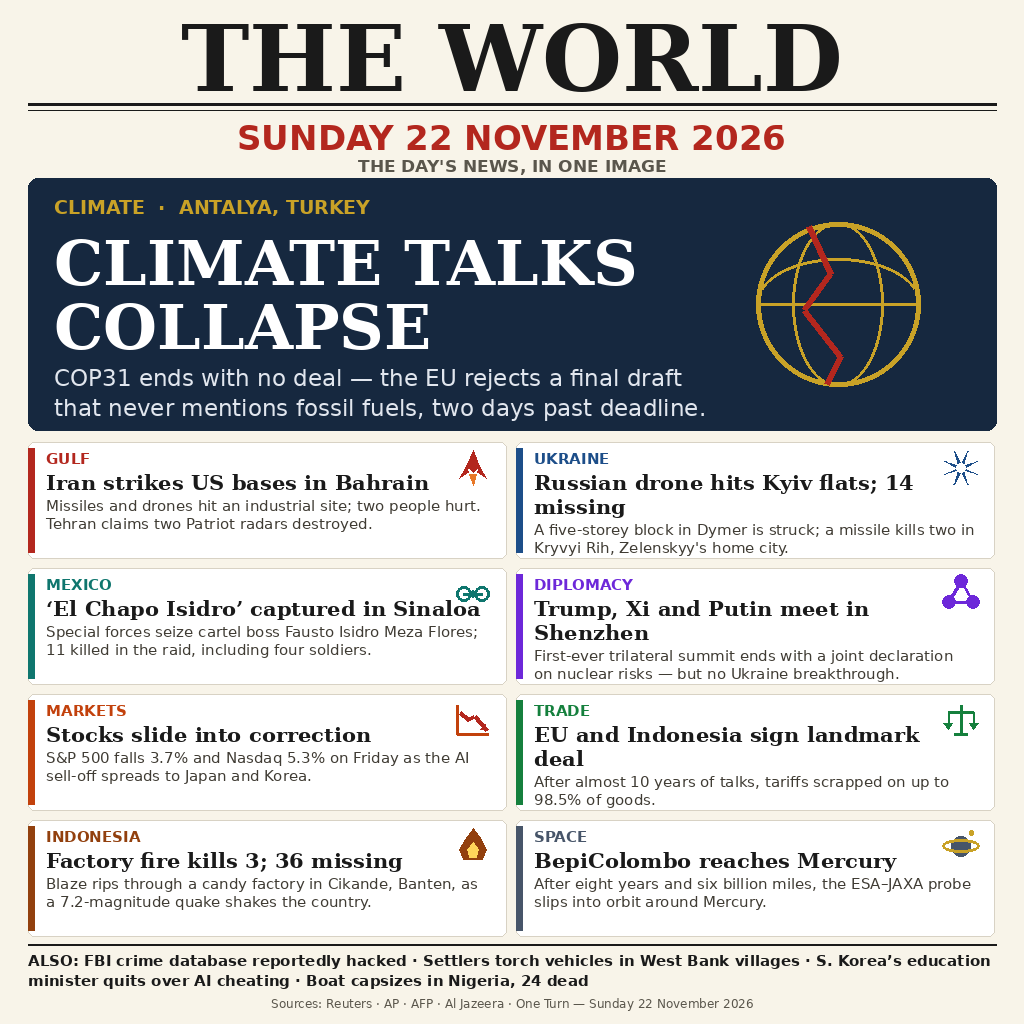 THE WORLD
SUNDAY 22 NOVEMBER 2026
THE DAY'S NEWS, IN ONE IMAGE
CLIMATE · ANTALYA, TURKEY
CLIMATE TALKS
COLLAPSE
COP31 ends with no deal — the EU rejects a final draft
that never mentions fossil fuels, two days past deadline.
GULF
Iran strikes US bases in Bahrain
Missiles and drones hit an industrial site; two people hurt.
Tehran claims two Patriot radars destroyed.
UKRAINE
Russian drone hits Kyiv flats; 14
missing
A five-storey block in Dymer is struck; a missile kills two in
Kryvyi Rih, Zelenskyy's home city.
MEXICO
‘El Chapo Isidro’ captured in Sinaloa
Special forces seize cartel boss Fausto Isidro Meza Flores;
11 killed in the raid, including four soldiers.
DIPLOMACY
Trump, Xi and Putin meet in
Shenzhen
First-ever trilateral summit ends with a joint declaration
on nuclear risks — but no Ukraine breakthrough.
MARKETS
Stocks slide into correction
S&P 500 falls 3.7% and Nasdaq 5.3% on Friday as the AI
sell-off spreads to Japan and Korea.
TRADE
EU and Indonesia sign landmark
deal
After almost 10 years of talks, tariffs scrapped on up to
98.5% of goods.
INDONESIA
Factory fire kills 3; 36 missing
Blaze rips through a candy factory in Cikande, Banten, as
a 7.2-magnitude quake shakes the country.
SPACE
BepiColombo reaches Mercury
After eight years and six billion miles, the ESA–JAXA probe
slips into orbit around Mercury.
ALSO: FBI crime database reportedly hacked · Settlers torch vehicles in West Bank villages · S. Korea’s education
minister quits over AI cheating · Boat capsizes in Nigeria, 24 dead
Sources: Reuters · AP · AFP · Al Jazeera · One Turn — Sunday 22 November 2026